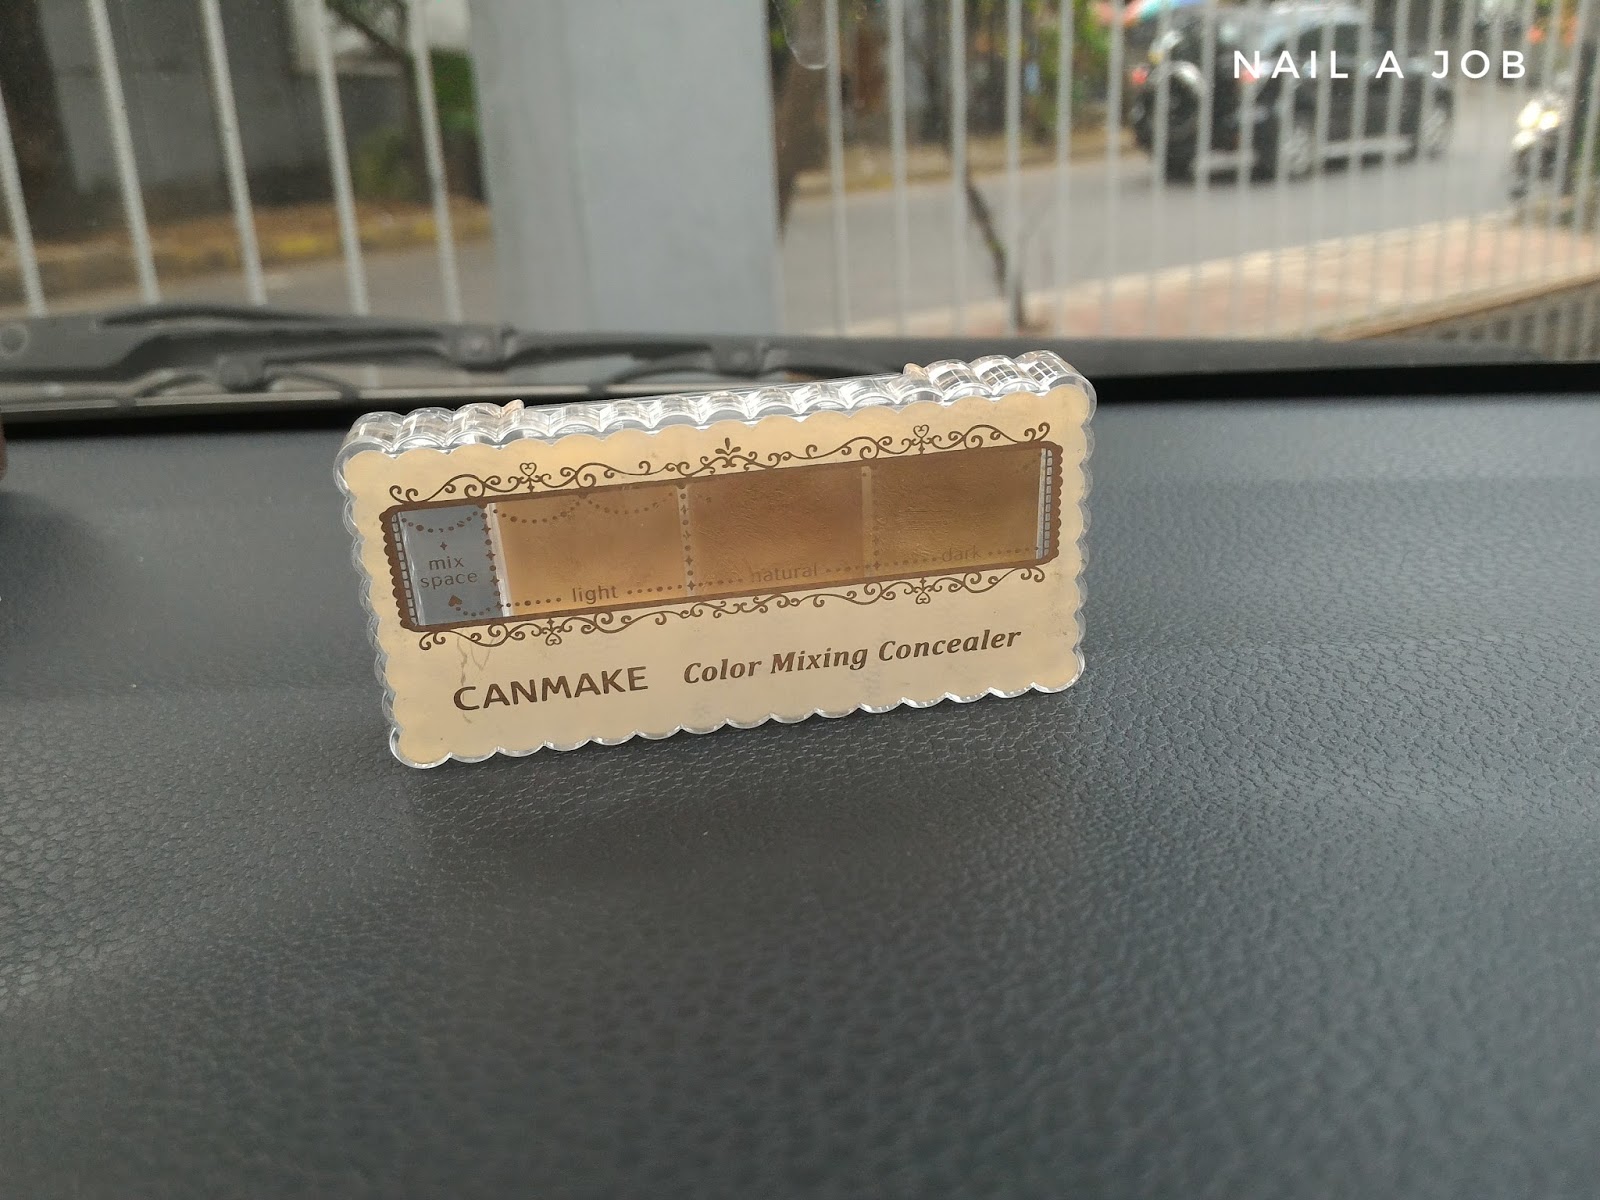 NAIL A JOB
mix
space
light
natural
dark
CANMAKE Color Mixing Concealer